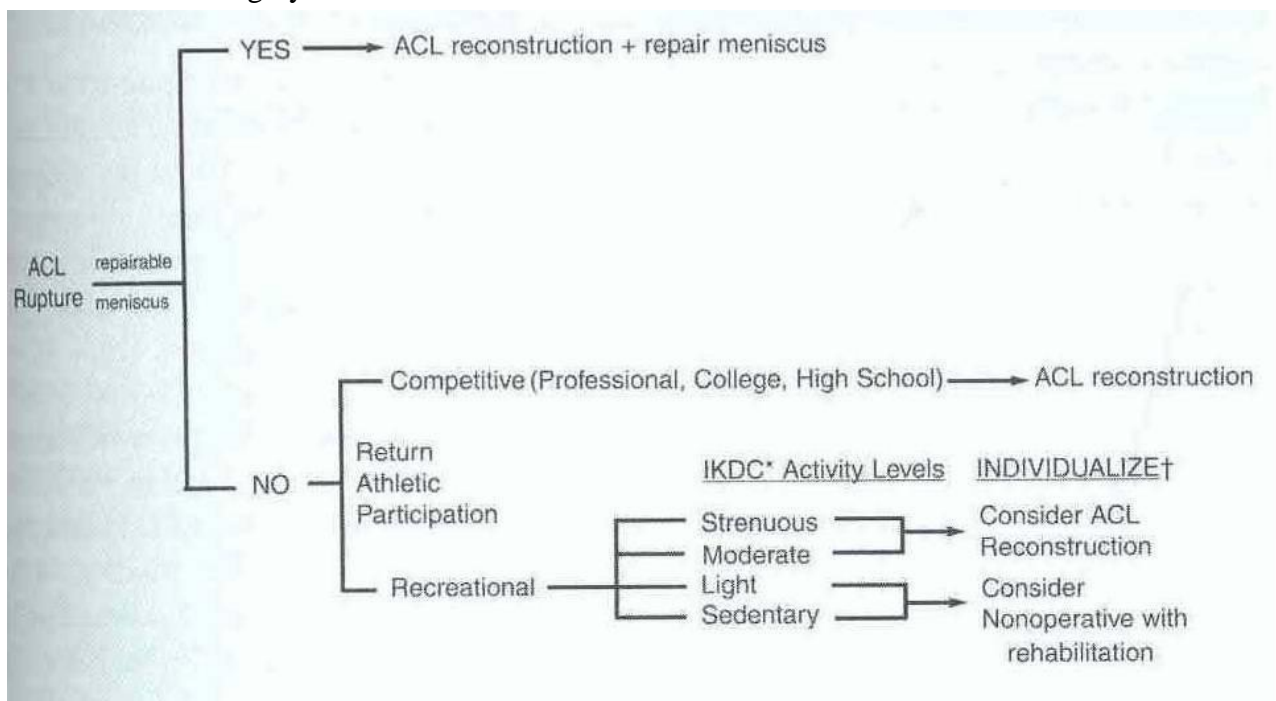 YES ACL reconstruction + repair meniscus
ACL repairable
Rupture meniscus
Competitive (Professional, College, High School) ACL reconstruction
Return
Athletic
Participation
NO
IKDC* Activity Levels INDIVIDUALIZE†
Strenuous
Moderate
Consider ACL
Reconstruction
Recreational
Light
Sedentary
Consider
Nonoperative with
rehabilitation